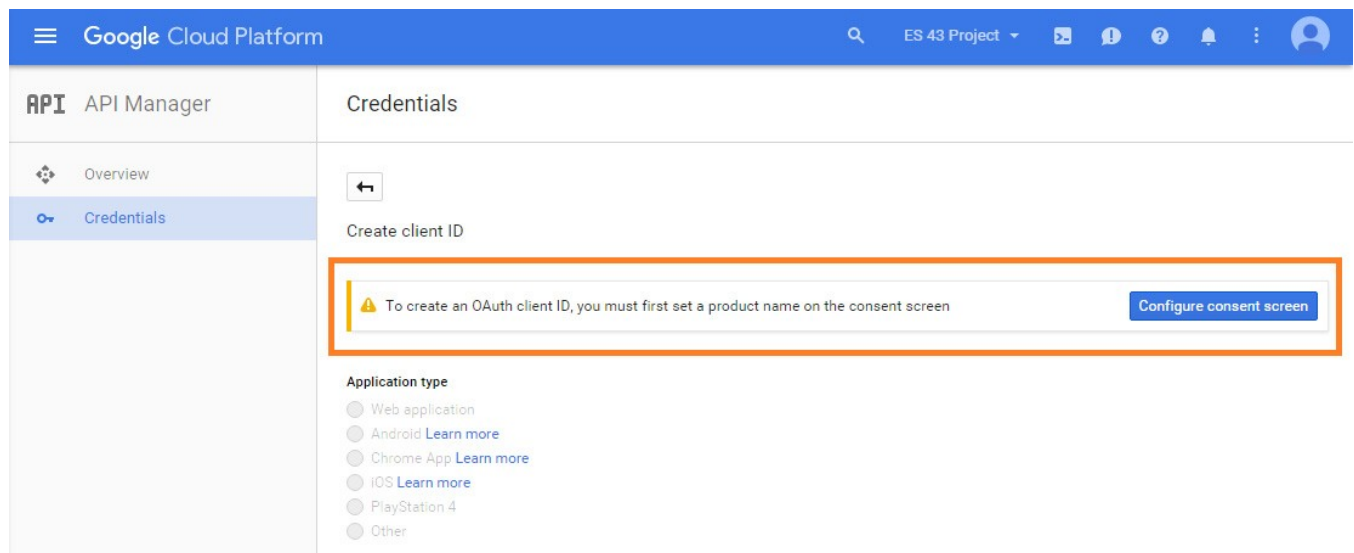 Google Cloud Platform
ES 43 Project
API API Manager
Credentials
Overview
Credentials
Create client ID
To create an OAuth client ID, you must first set a product name on the consent screen
Configure consent screen
Application type
Web application
Android Learn more
Chrome App Learn more
iOS Learn more
PlayStation 4
Other